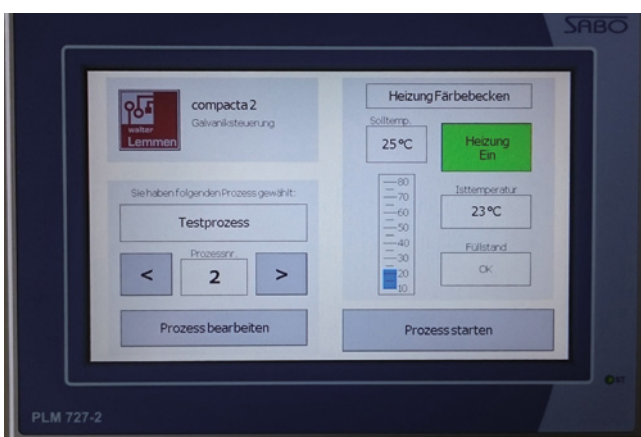 SABO
walter
Lemmen
compacta 2
Galvaniksteuerung
Sie haben folgenden Prozess gewählt:
Testprozess
Prozessnr.
<
2
>
Prozess bearbeiten
Heizung Färbebecken
Solltemp.
25 °C
Heizung
Ein
80
70
60
50
40
30
20
10
Isttemperatur
23 °C
Füllstand
OK
Prozess starten
PLM 727-2